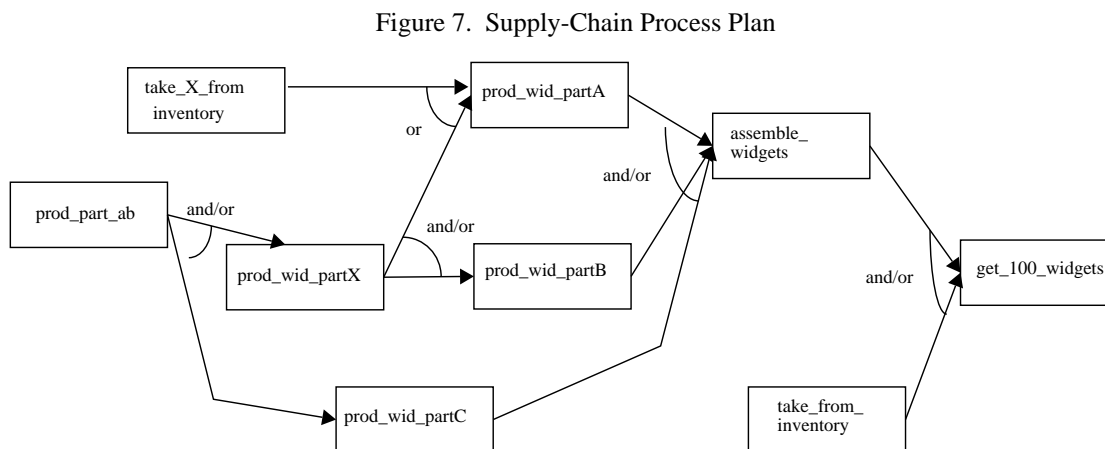 Figure 7.  Supply-Chain Process Plan
take_X_from
inventory
prod_wid_partA
or
assemble_
widgets
and/or
prod_part_ab
and/or
and/or
prod_wid_partX
prod_wid_partB
get_100_widgets
and/or
prod_wid_partC
take_from_
inventory